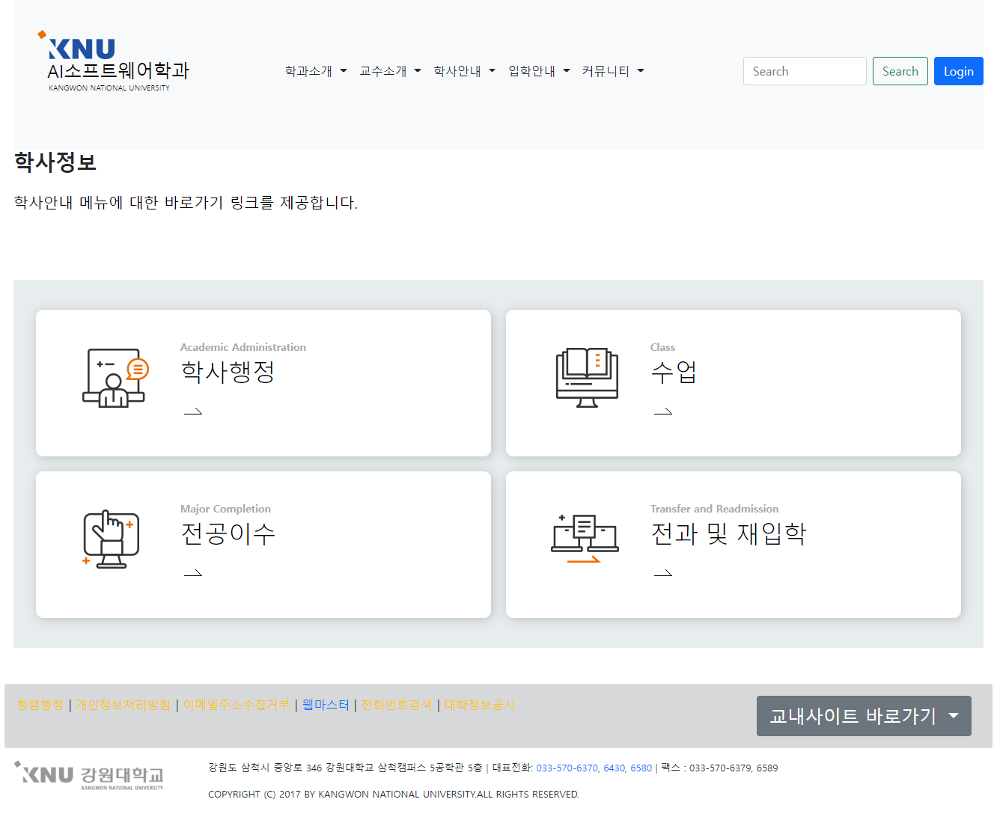 KNU
AI소프트웨어학과
KANGWON NATIONAL UNIVERSITY
학과소개 교수소개 학사안내 입학안내 커뮤니티
Search Search Login
학사정보
학사안내 메뉴에 대한 바로가기 링크를 제공합니다.
Academic Administration
학사행정
Class
수업
Major Completion
전공이수
Transfer and Readmission
전과 및 재입학
청렴행정 | 개인정보처리방침 | 이메일주소수집거부 | 웹마스터 | 전화번호검색 | 대학정보공시
교내사이트 바로가기
KNU 강원대학교
KANGWON NATIONAL UNIVERSITY
강원도 삼척시 중앙로 346 강원대학교 삼척캠퍼스 5공학관 5층 | 대표전화: 033-570-6370, 6430, 6580 | 팩스 : 033-570-6379, 6589
COPYRIGHT (C) 2017 BY KANGWON NATIONAL UNIVERSITY.ALL RIGHTS RESERVED.